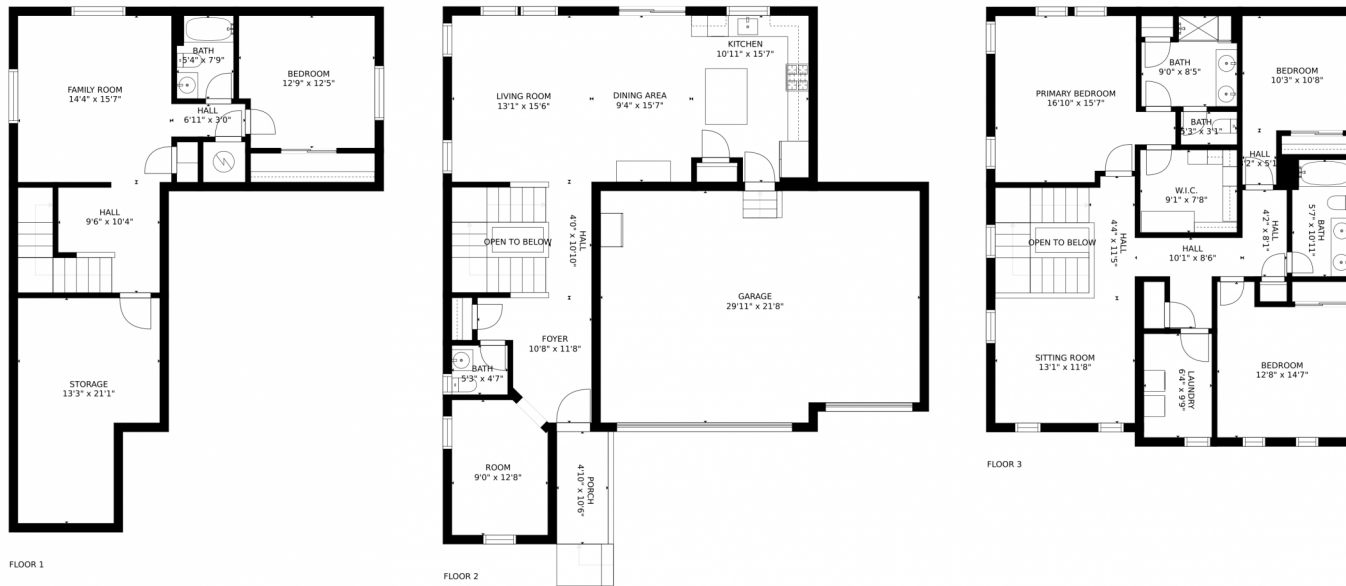 FAMILY ROOM
14'4" x 15'7"
BATH
5'4" x 7'9"
BEDROOM
12'9" x 12'5"
HALL
6'11" x 3'0"
HALL
9'6" x 10'4"
STORAGE
13'3" x 21'1"
FLOOR 1
KITCHEN
10'11" x 15'7"
LIVING ROOM
13'1" x 15'6"
DINING AREA
9'4" x 15'7"
OPEN TO BELOW
HALL
4'0" x 10'10"
GARAGE
29'11" x 21'8"
FOYER
10'8" x 11'8"
BATH
5'3" x 4'7"
ROOM
9'0" x 12'8"
PORCH
4'10" x 10'6"
FLOOR 2
BATH
9'0" x 8'5"
BEDROOM
10'3" x 10'8"
PRIMARY BEDROOM
16'10" x 15'7"
BATH
5'3" x 3'1"
HALL
W.I.C.
9'1" x 7'8"
BATH
5'7" x 10'11"
HALL
4'2" x 8'1"
OPEN TO BELOW
HALL
4'4" x 11'5"
HALL
10'1" x 8'6"
SITTING ROOM
13'1" x 11'8"
LAUNDRY
6'4" x 9'9"
BEDROOM
12'8" x 14'7"
FLOOR 3